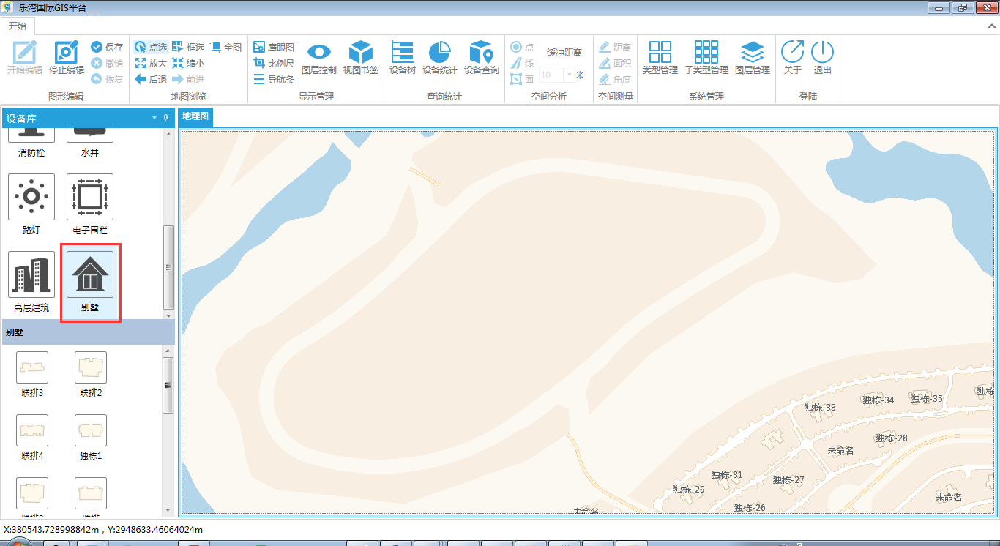 乐湾国际GIS平台__
开始
开始编辑 停止编辑 保存 撤销 恢复
图形编辑
点选 框选 全图
放大 缩小
后退 前进
地图浏览
鹰眼图
比例尺
导航条
图层控制 视图书签
显示管理
设备树 设备统计 设备查询
查询统计
点
线
面
缓冲距离
10 米
空间分析
距离
面积
角度
空间测量
类型管理 子类型管理 图层管理
系统管理
关于 退出
登陆
设备库
消防栓 水井
路灯 电子围栏
高层建筑 别墅
别墅
联排3 联排2
联排4 独栋1
地理图
独栋-33 独栋-34 独栋-35 独栋
独栋-28
未命名
独栋-31 独栋-27
独栋-29
独栋-26
未命名
未命名
X:380543.728998842m，Y:2948633.46064024m